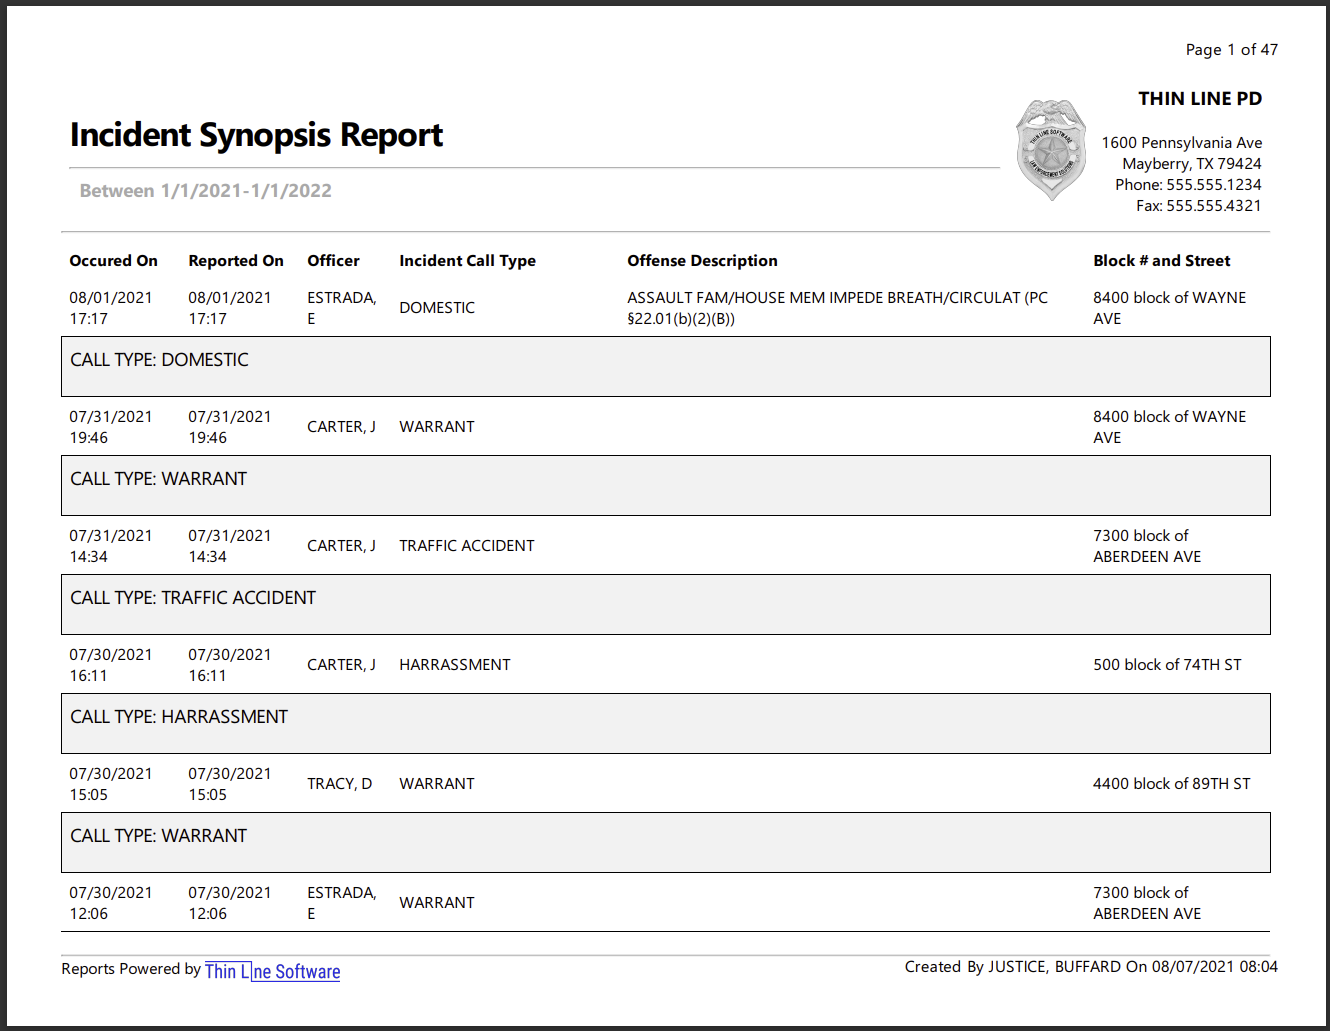 Page 1 of 47
THIN LINE PD
Incident Synopsis Report
1600 Pennsylvania Ave
Mayberry, TX 79424
Phone: 555.555.1234
Fax: 555.555.4321
Between 1/1/2021-1/1/2022
THIN LINE SOFTWARE
LAW ENFORCEMENT SOLUTIONS
Occured On Reported On Officer Incident Call Type Offense Description Block # and Street
08/01/2021 08/01/2021 ESTRADA, DOMESTIC ASSAULT FAM/HOUSE MEM IMPEDE BREATH/CIRCULAT (PC 8400 block of WAYNE
17:17 17:17 E §22.01(b)(2)(B)) AVE
CALL TYPE: DOMESTIC
07/31/2021 07/31/2021 CARTER, J WARRANT 8400 block of WAYNE
19:46 19:46 AVE
CALL TYPE: WARRANT
07/31/2021 07/31/2021 CARTER, J TRAFFIC ACCIDENT 7300 block of
14:34 14:34 ABERDEEN AVE
CALL TYPE: TRAFFIC ACCIDENT
07/30/2021 07/30/2021 CARTER, J HARRASSMENT 500 block of 74TH ST
16:11 16:11
CALL TYPE: HARRASSMENT
07/30/2021 07/30/2021 TRACY, D WARRANT 4400 block of 89TH ST
15:05 15:05
CALL TYPE: WARRANT
07/30/2021 07/30/2021 ESTRADA, WARRANT 7300 block of
12:06 12:06 E ABERDEEN AVE
Reports Powered by Thin Line Software Created By JUSTICE, BUFFARD On 08/07/2021 08:04